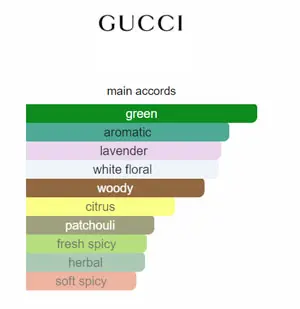 GUCCI
main accords
green
aromatic
lavender
white floral
woody
citrus
patchouli
fresh spicy
herbal
soft spicy